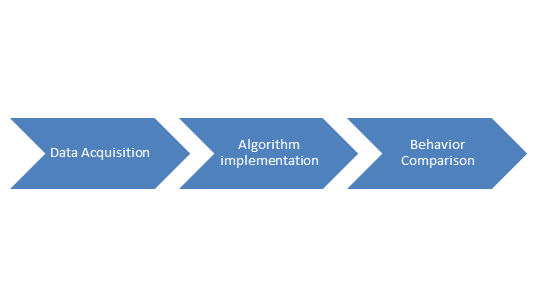 Data Acquisition
Algorithm
implementation
Behavior
Comparison